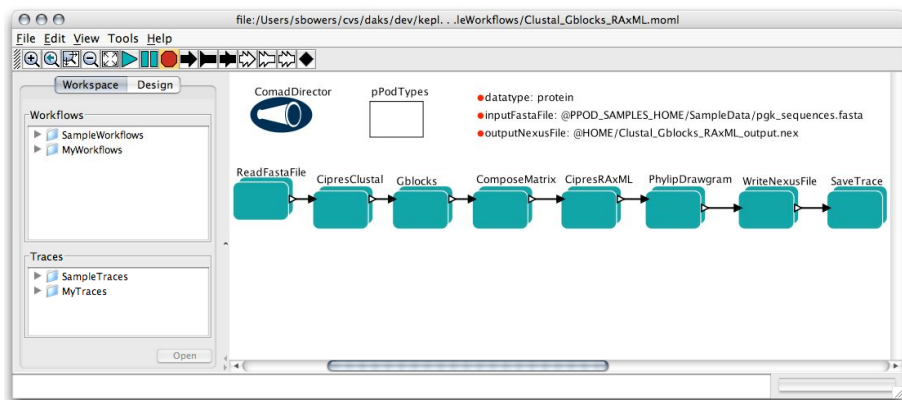 file:/Users/sbowers/cvs/daks/dev/kepl. . .leWorkflows/Clustal_Gblocks_RAxML.moml
File Edit View Tools Help
Workspace Design
Workflows
SampleWorkflows
MyWorkflows
Traces
SampleTraces
MyTraces
Open
ComadDirector
pPodTypes
datatype: protein
inputFastaFile: @PPOD_SAMPLES_HOME/SampleData/pgk_sequences.fasta
outputNexusFile: @HOME/Clustal_Gblocks_RAxML_output.nex
ReadFastaFile CipresClustal Gblocks ComposeMatrix CipresRAxML PhylipDrawgram WriteNexusFile SaveTrace